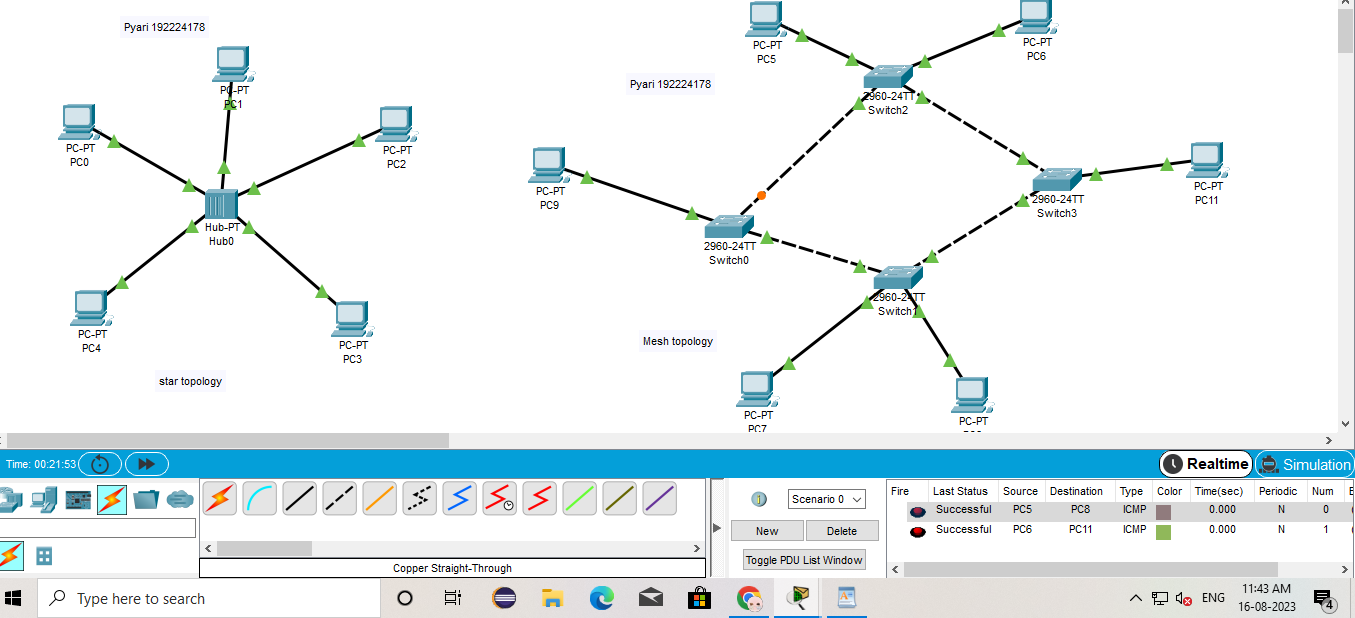 Pyari 192224178
PC-PT
PC1
PC-PT
PC0
PC-PT
PC2
Hub-PT
Hub0
PC-PT
PC4
PC-PT
PC3
star topology
Pyari 192224178
PC-PT
PC5
PC-PT
PC6
2960-24TT
Switch2
PC-PT
PC9
PC-PT
PC11
2960-24TT
Switch3
2960-24TT
Switch0
2960-24TT
Switch1
Mesh topology
PC-PT
PC7
PC-PT
Time: 00:21:53
Realtime
Simulation
Scenario 0
New
Delete
Toggle PDU List Window
Copper Straight-Through
Fire Last Status Source Destination Type Color Time(sec) Periodic Num
Successful PC5 PC8 ICMP 0.000 N 0
Successful PC6 PC11 ICMP 0.000 N 1
Type here to search
ENG
11:43 AM
16-08-2023
4